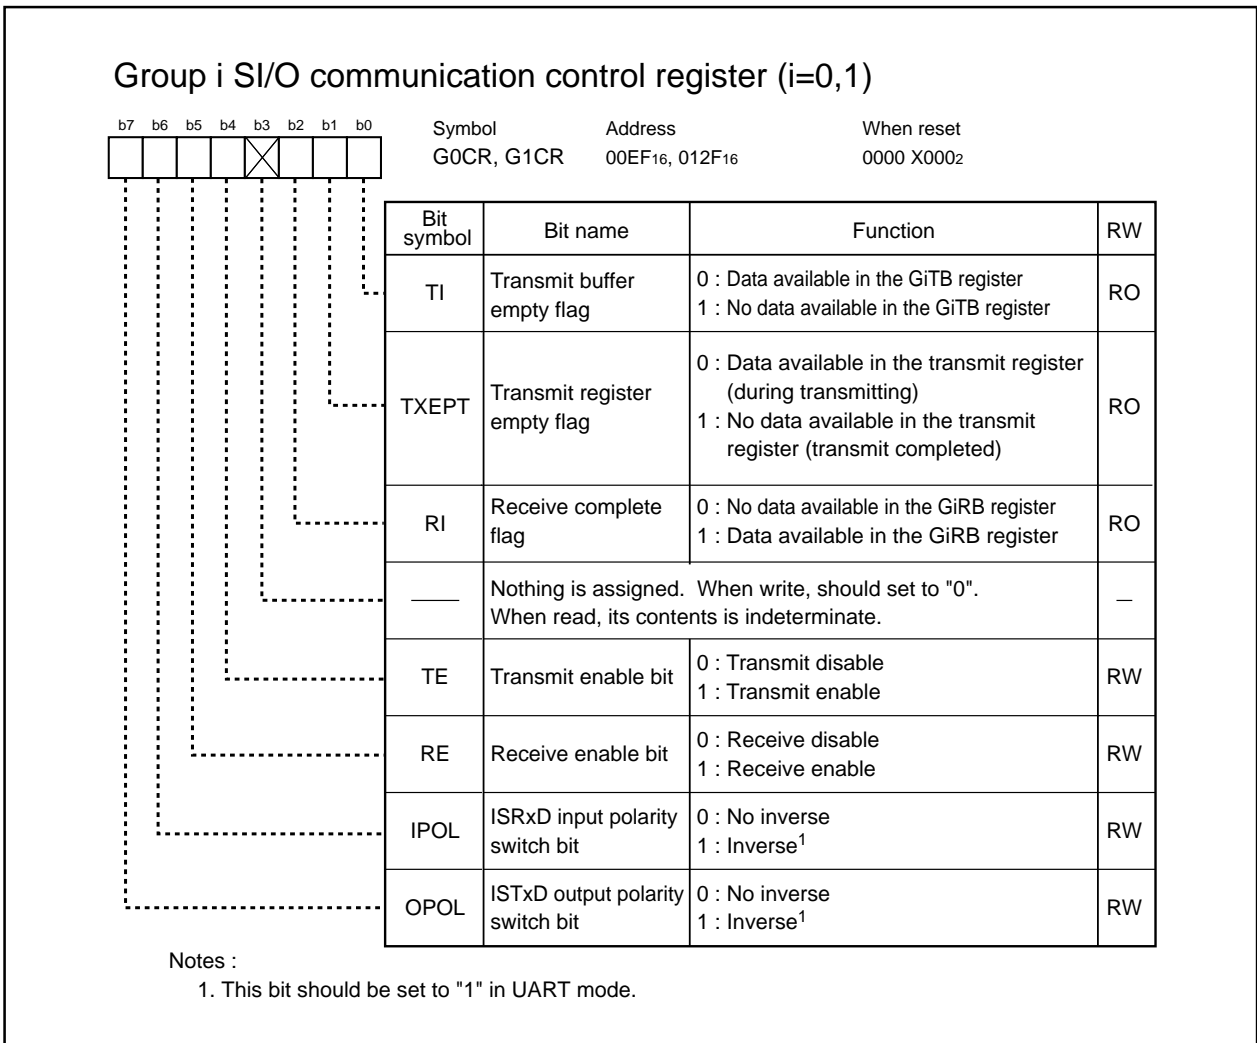 Group i SI/O communication control register (i=0,1)
b7 b6 b5 b4 b3 b2 b1 b0
Symbol Address When reset
G0CR, G1CR 00EF16, 012F16 0000 X0002
Bit symbol Bit name Function RW
TI
Transmit buffer
empty flag
0 : Data available in the GiTB register
1 : No data available in the GiTB register
RO
TXEPT
Transmit register
empty flag
0 : Data available in the transmit register
(during transmitting)
1 : No data available in the transmit
register (transmit completed)
RO
RI
Receive complete
flag
0 : No data available in the GiRB register
1 : Data available in the GiRB register
RO
Nothing is assigned. When write, should set to "0".
When read, its contents is indeterminate.
TE
Transmit enable bit
0 : Transmit disable
1 : Transmit enable
RW
RE
Receive enable bit
0 : Receive disable
1 : Receive enable
RW
IPOL
ISRxD input polarity
switch bit
0 : No inverse
1 : Inverse1
RW
OPOL
ISTxD output polarity
switch bit
0 : No inverse
1 : Inverse1
RW
Notes :
1. This bit should be set to "1" in UART mode.